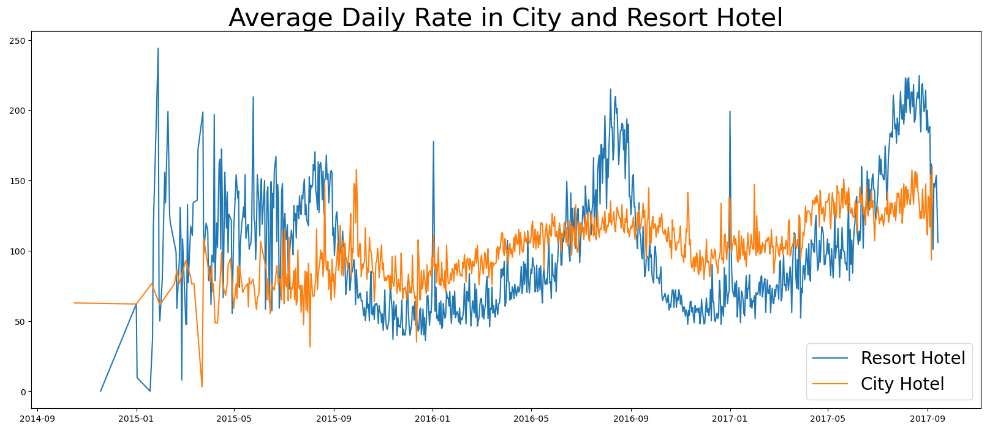 Average Daily Rate in City and Resort Hotel
250
200
150
100
50
0
Resort Hotel
City Hotel
2014-09 2015-01 2015-05 2015-09 2016-01 2016-05 2016-09 2017-01 2017-05 2017-09